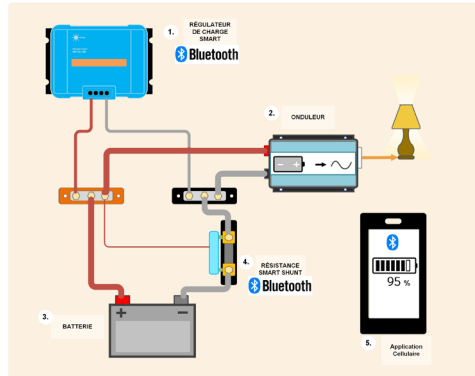 1.
RÉGULATEUR
DE CHARGE
SMART
Bluetooth
2.
ONDULEUR
4.
RÉSISTANCE
SMART SHUNT
Bluetooth
3.
BATTERIE
95 %
5.
Application
Cellulaire